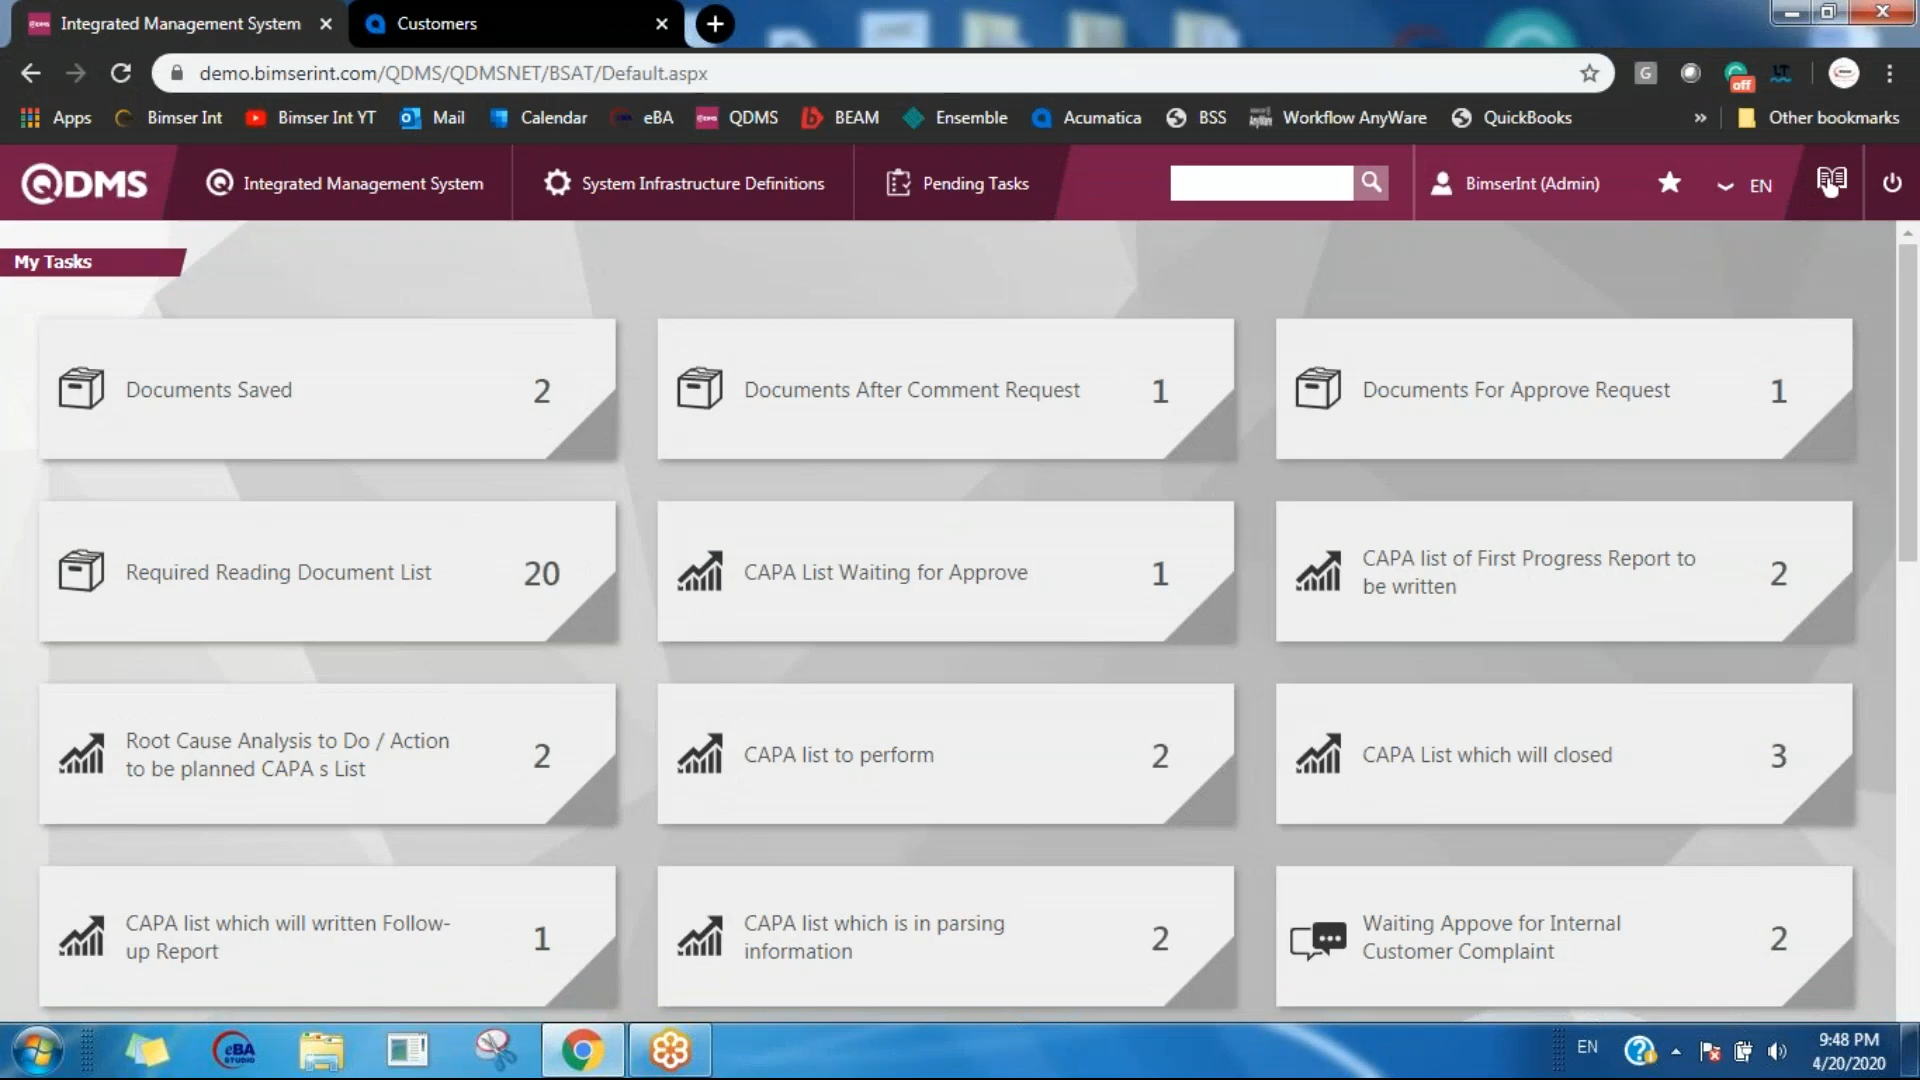 Integrated Management System
Customers
demo.bimserint.com/QDMS/QDMSNET/BSAT/Default.aspx
G
off
LT
Apps
Bimser Int
Bimser Int YT
Mail
Calendar
eBA
QDMS
BEAM
Ensemble
Acumatica
BSS
Workflow AnyWare
QuickBooks
»
Other bookmarks
QDMS
Integrated Management System
System Infrastructure Definitions
Pending Tasks
BimserInt (Admin)
EN
My Tasks
Documents Saved
2
Documents After Comment Request
1
Documents For Approve Request
1
Required Reading Document List
20
CAPA List Waiting for Approve
1
CAPA list of First Progress Report to
be written
2
Root Cause Analysis to Do / Action
to be planned CAPA s List
2
CAPA list to perform
2
CAPA List which will closed
3
CAPA list which will written Follow-
up Report
1
CAPA list which is in parsing
information
2
Waiting Appove for Internal
Customer Complaint
2
eBA
STUDIO
EN
9:48 PM
4/20/2020